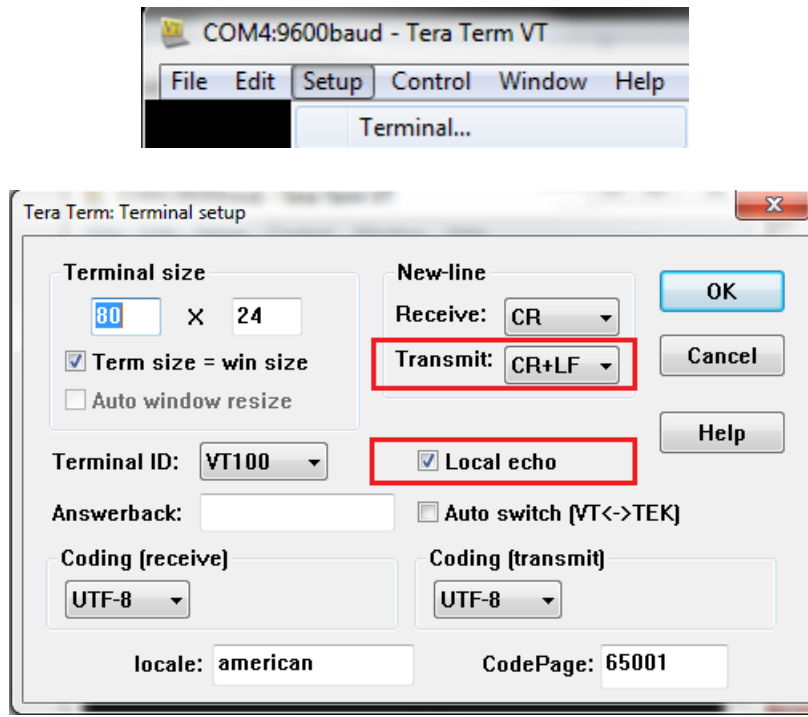 COM4:9600baud - Tera Term VT
File Edit Setup Control Window Help
Terminal...
Tera Term: Terminal setup
Terminal size
80 X 24
Term size = win size
Auto window resize
New-line
Receive: CR
Transmit: CR+LF
OK
Cancel
Help
Terminal ID: VT100
Local echo
Answerback:
Auto switch (VT<->TEK)
Coding (receive)
UTF-8
Coding (transmit)
UTF-8
locale: american
CodePage: 65001